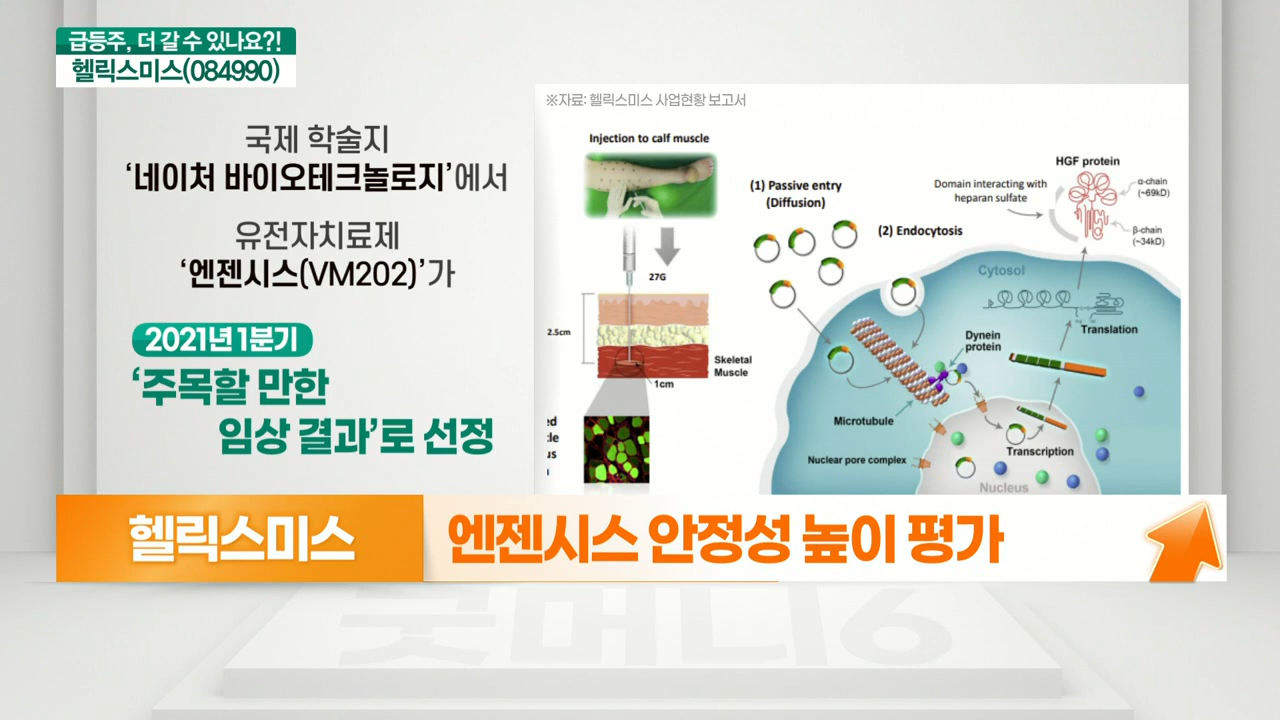 급등주, 더 갈 수 있나요?!
헬릭스미스(084990)
국제 학술지
‘네이처 바이오테크놀로지’에서
유전자치료제
‘엔젠시스(VM202)’가
2021년 1분기
‘주목할 만한
임상 결과’로 선정
※자료: 헬릭스미스 사업현황 보고서
Injection to calf muscle
27G
2.5cm
Skeletal
Muscle
1cm
(1) Passive entry
(Diffusion)
(2) Endocytosis
HGF protein
Domain interacting with
heparan sulfate
α-chain
(~69kD)
β-chain
(~34kD)
Cytosol
Translation
Dynein
protein
Microtubule
Nuclear pore complex
Transcription
Nucleus
헬릭스미스
엔젠시스 안정성 높이 평가
굿머니6